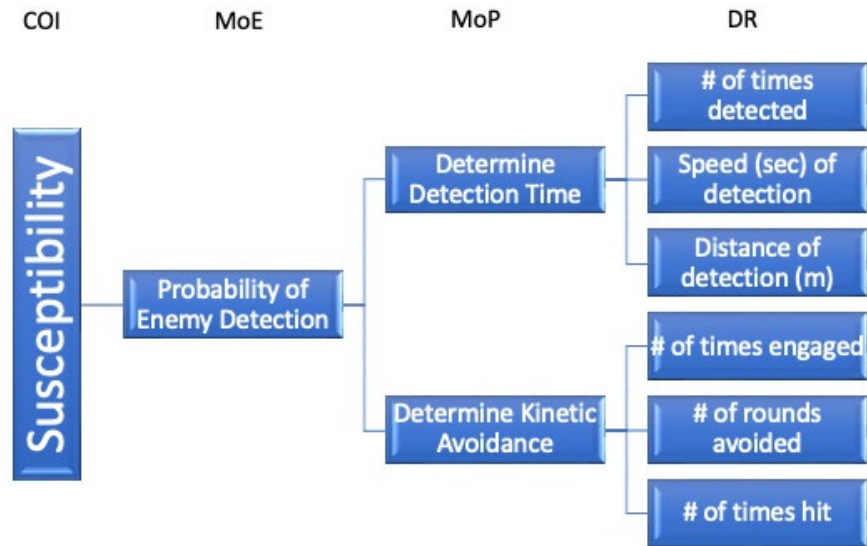 COI
MoE
MoP
DR
Susceptibility
Probability of
Enemy Detection
Determine
Detection Time
Determine Kinetic
Avoidance
# of times
detected
Speed (sec) of
detection
Distance of
detection (m)
# of times engaged
# of rounds
avoided
# of times hit